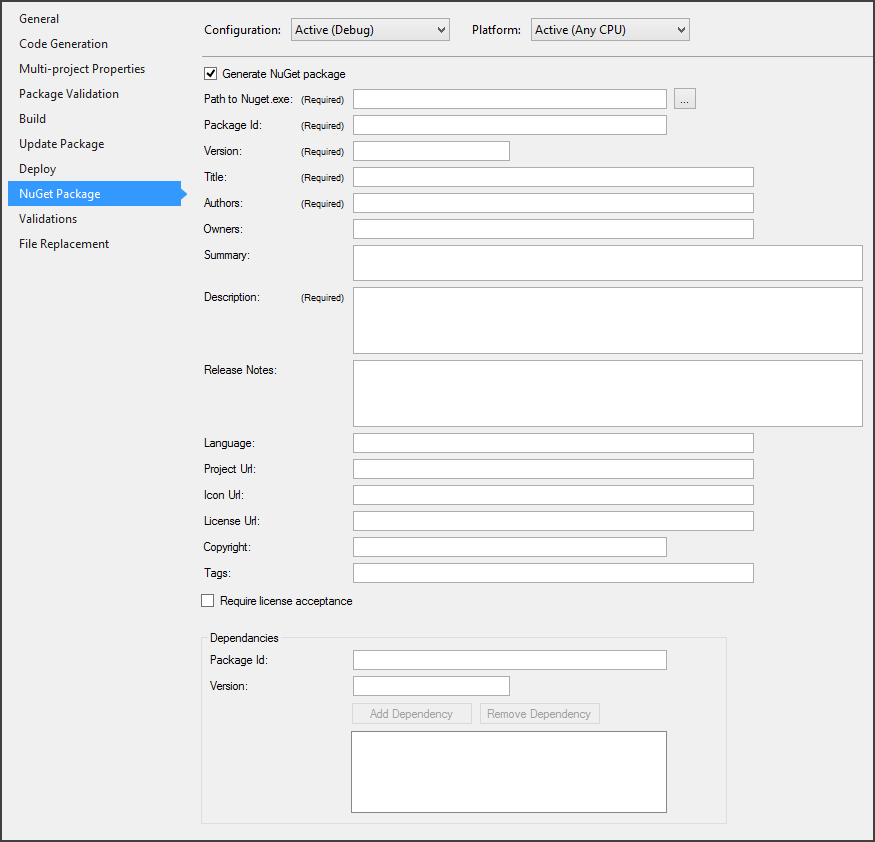 General
Code Generation
Multi-project Properties
Package Validation
Build
Update Package
Deploy
NuGet Package
Validations
File Replacement
Configuration: Active (Debug) Platform: Active (Any CPU)
Generate NuGet package
Path to Nuget.exe: (Required) ...
Package Id: (Required)
Version: (Required)
Title: (Required)
Authors: (Required)
Owners:
Summary:
Description: (Required)
Release Notes:
Language:
Project Url:
Icon Url:
License Url:
Copyright:
Tags:
Require license acceptance
Dependancies
Package Id:
Version:
Add Dependency Remove Dependency